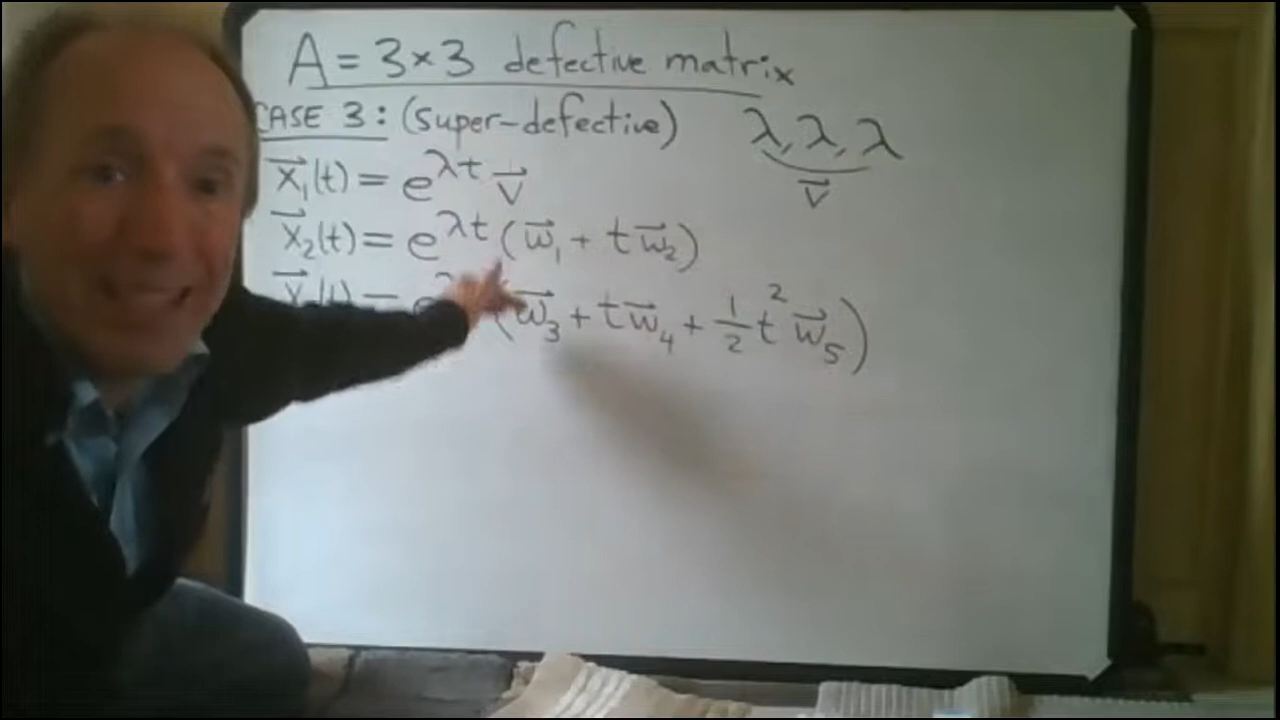 A = 3×3 defective matrix
CASE 3: (super-defective) λ, λ, λ
v⃗
x⃗₁(t) = e^λt v⃗
x⃗₂(t) = e^λt (w⃗₁ + t w⃗₂)
(w⃗₃ + t w⃗₄ + 1/2 t² w⃗₅)